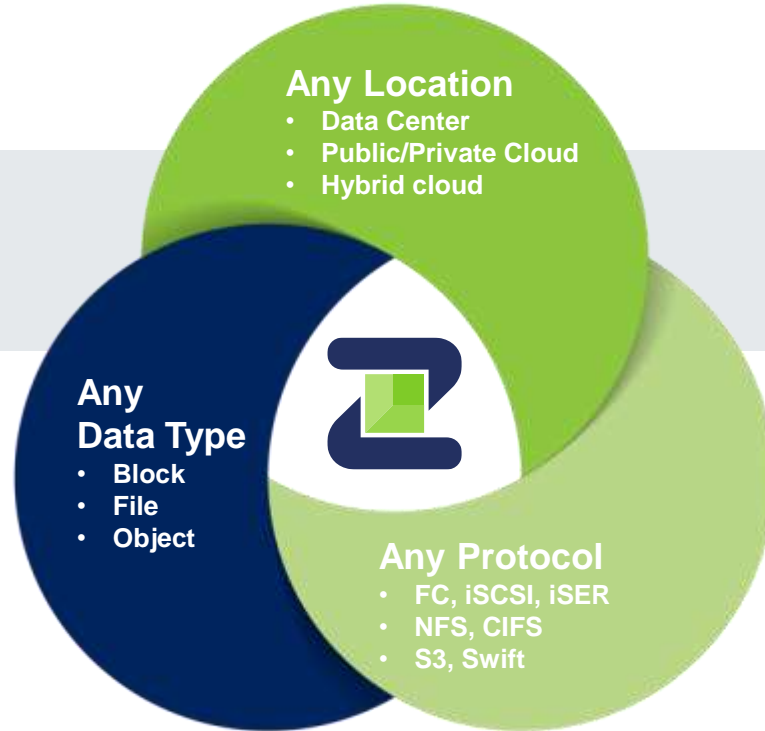 Any Location
• Data Center
• Public/Private Cloud
• Hybrid cloud
Any
Data Type
• Block
• File
• Object
Any Protocol
• FC, iSCSI, iSER
• NFS, CIFS
• S3, Swift